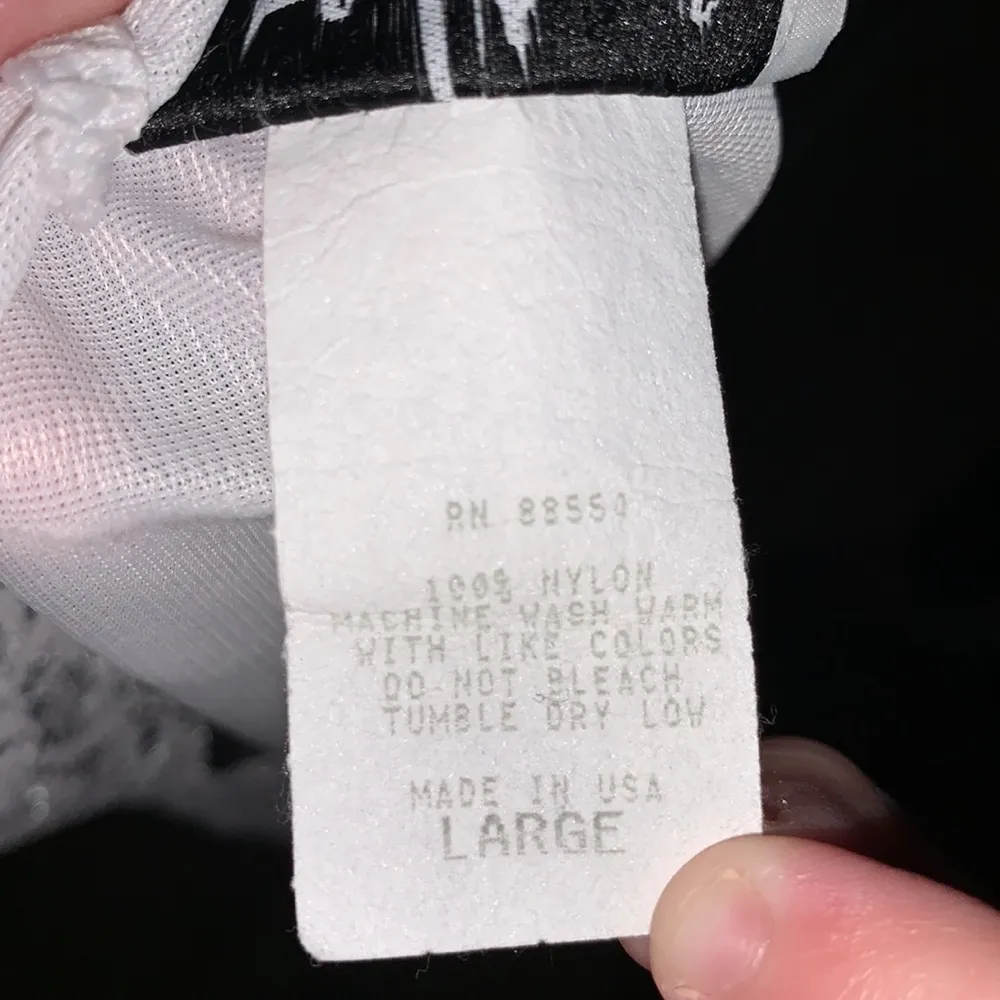 RN 88554
100% NYLON
MACHINE WASH WARM
WITH LIKE COLORS
DO NOT BLEACH
TUMBLE DRY LOW
MADE IN USA
LARGE